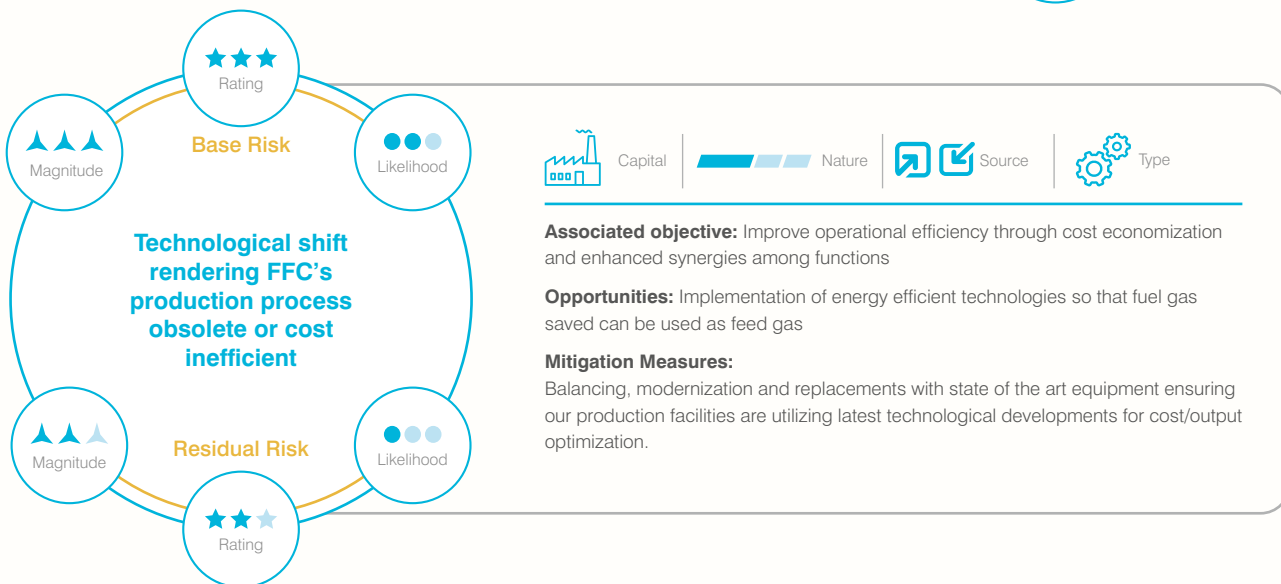 Rating
Magnitude
Base Risk
Likelihood
Technological shift
rendering FFC's
production process
obsolete or cost
inefficient
Magnitude
Residual Risk
Likelihood
Rating
Capital
Nature
Source
Type
Associated objective: Improve operational efficiency through cost economization
and enhanced synergies among functions
Opportunities: Implementation of energy efficient technologies so that fuel gas
saved can be used as feed gas
Mitigation Measures:
Balancing, modernization and replacements with state of the art equipment ensuring
our production facilities are utilizing latest technological developments for cost/output
optimization.